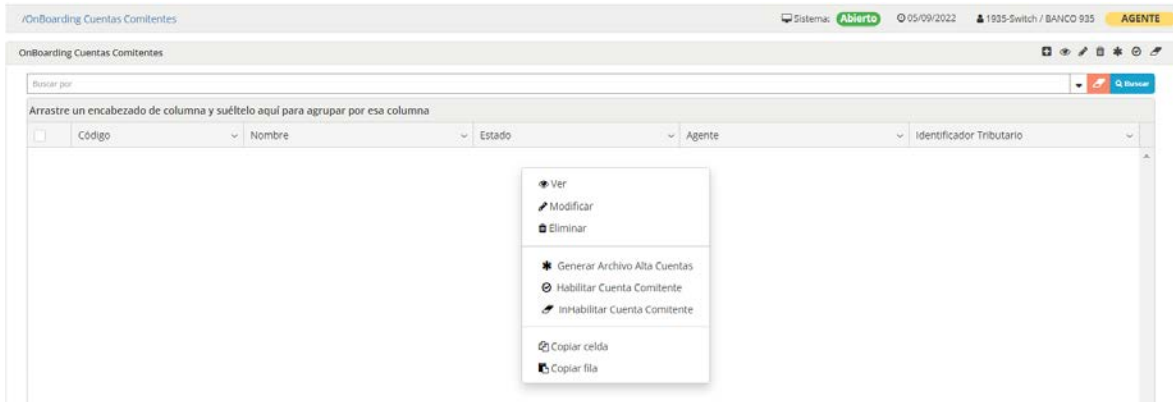 /OnBoarding Cuentas Comitentes
Sistema: Abierto 05/09/2022 1935-Switch / BANCO 935 AGENTE
OnBoarding Cuentas Comitentes
Buscar por
Buscar
Arrastre un encabezado de columna y suéltelo aquí para agrupar por esa columna
Código Nombre Estado Agente Identificador Tributario
Ver
Modificar
Eliminar
Generar Archivo Alta Cuentas
Habilitar Cuenta Comitente
InHabilitar Cuenta Comitente
Copiar celda
Copiar fila